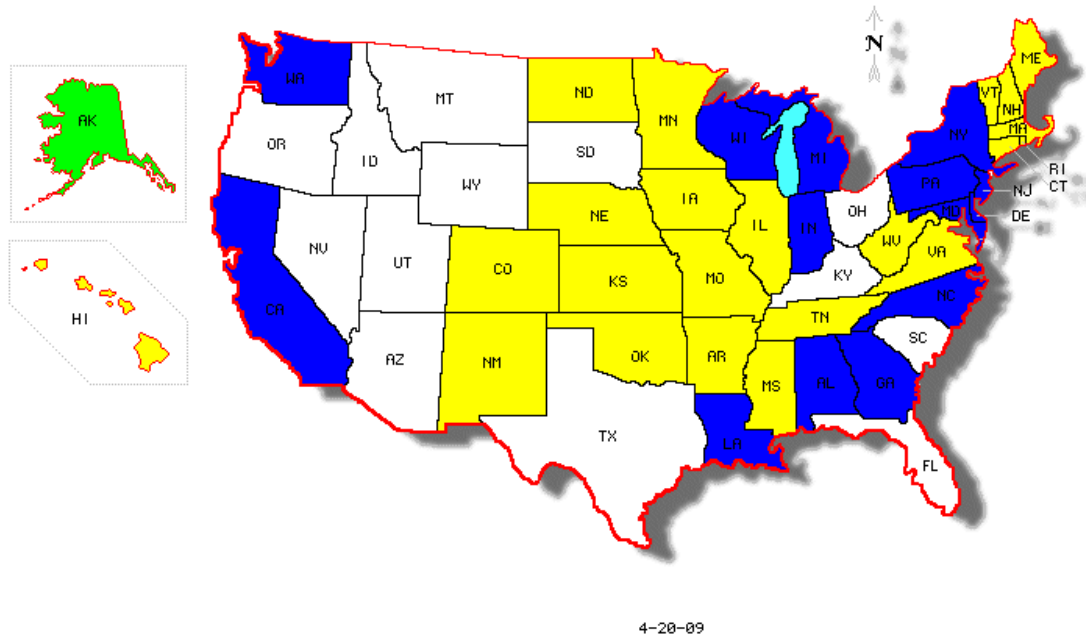 N
WA
MT
ND
MN
ME
VT
NH
MA
AK
OR
ID
SD
WI
MI
NY
RI
CT
WY
IA
PA
NJ
NE
IL
IN
OH
MD
DE
NV
UT
CO
KS
MO
WV
VA
KY
HI
CA
TN
NC
AZ
NM
OK
AR
SC
MS
AL
GA
TX
LA
FL
4-20-09